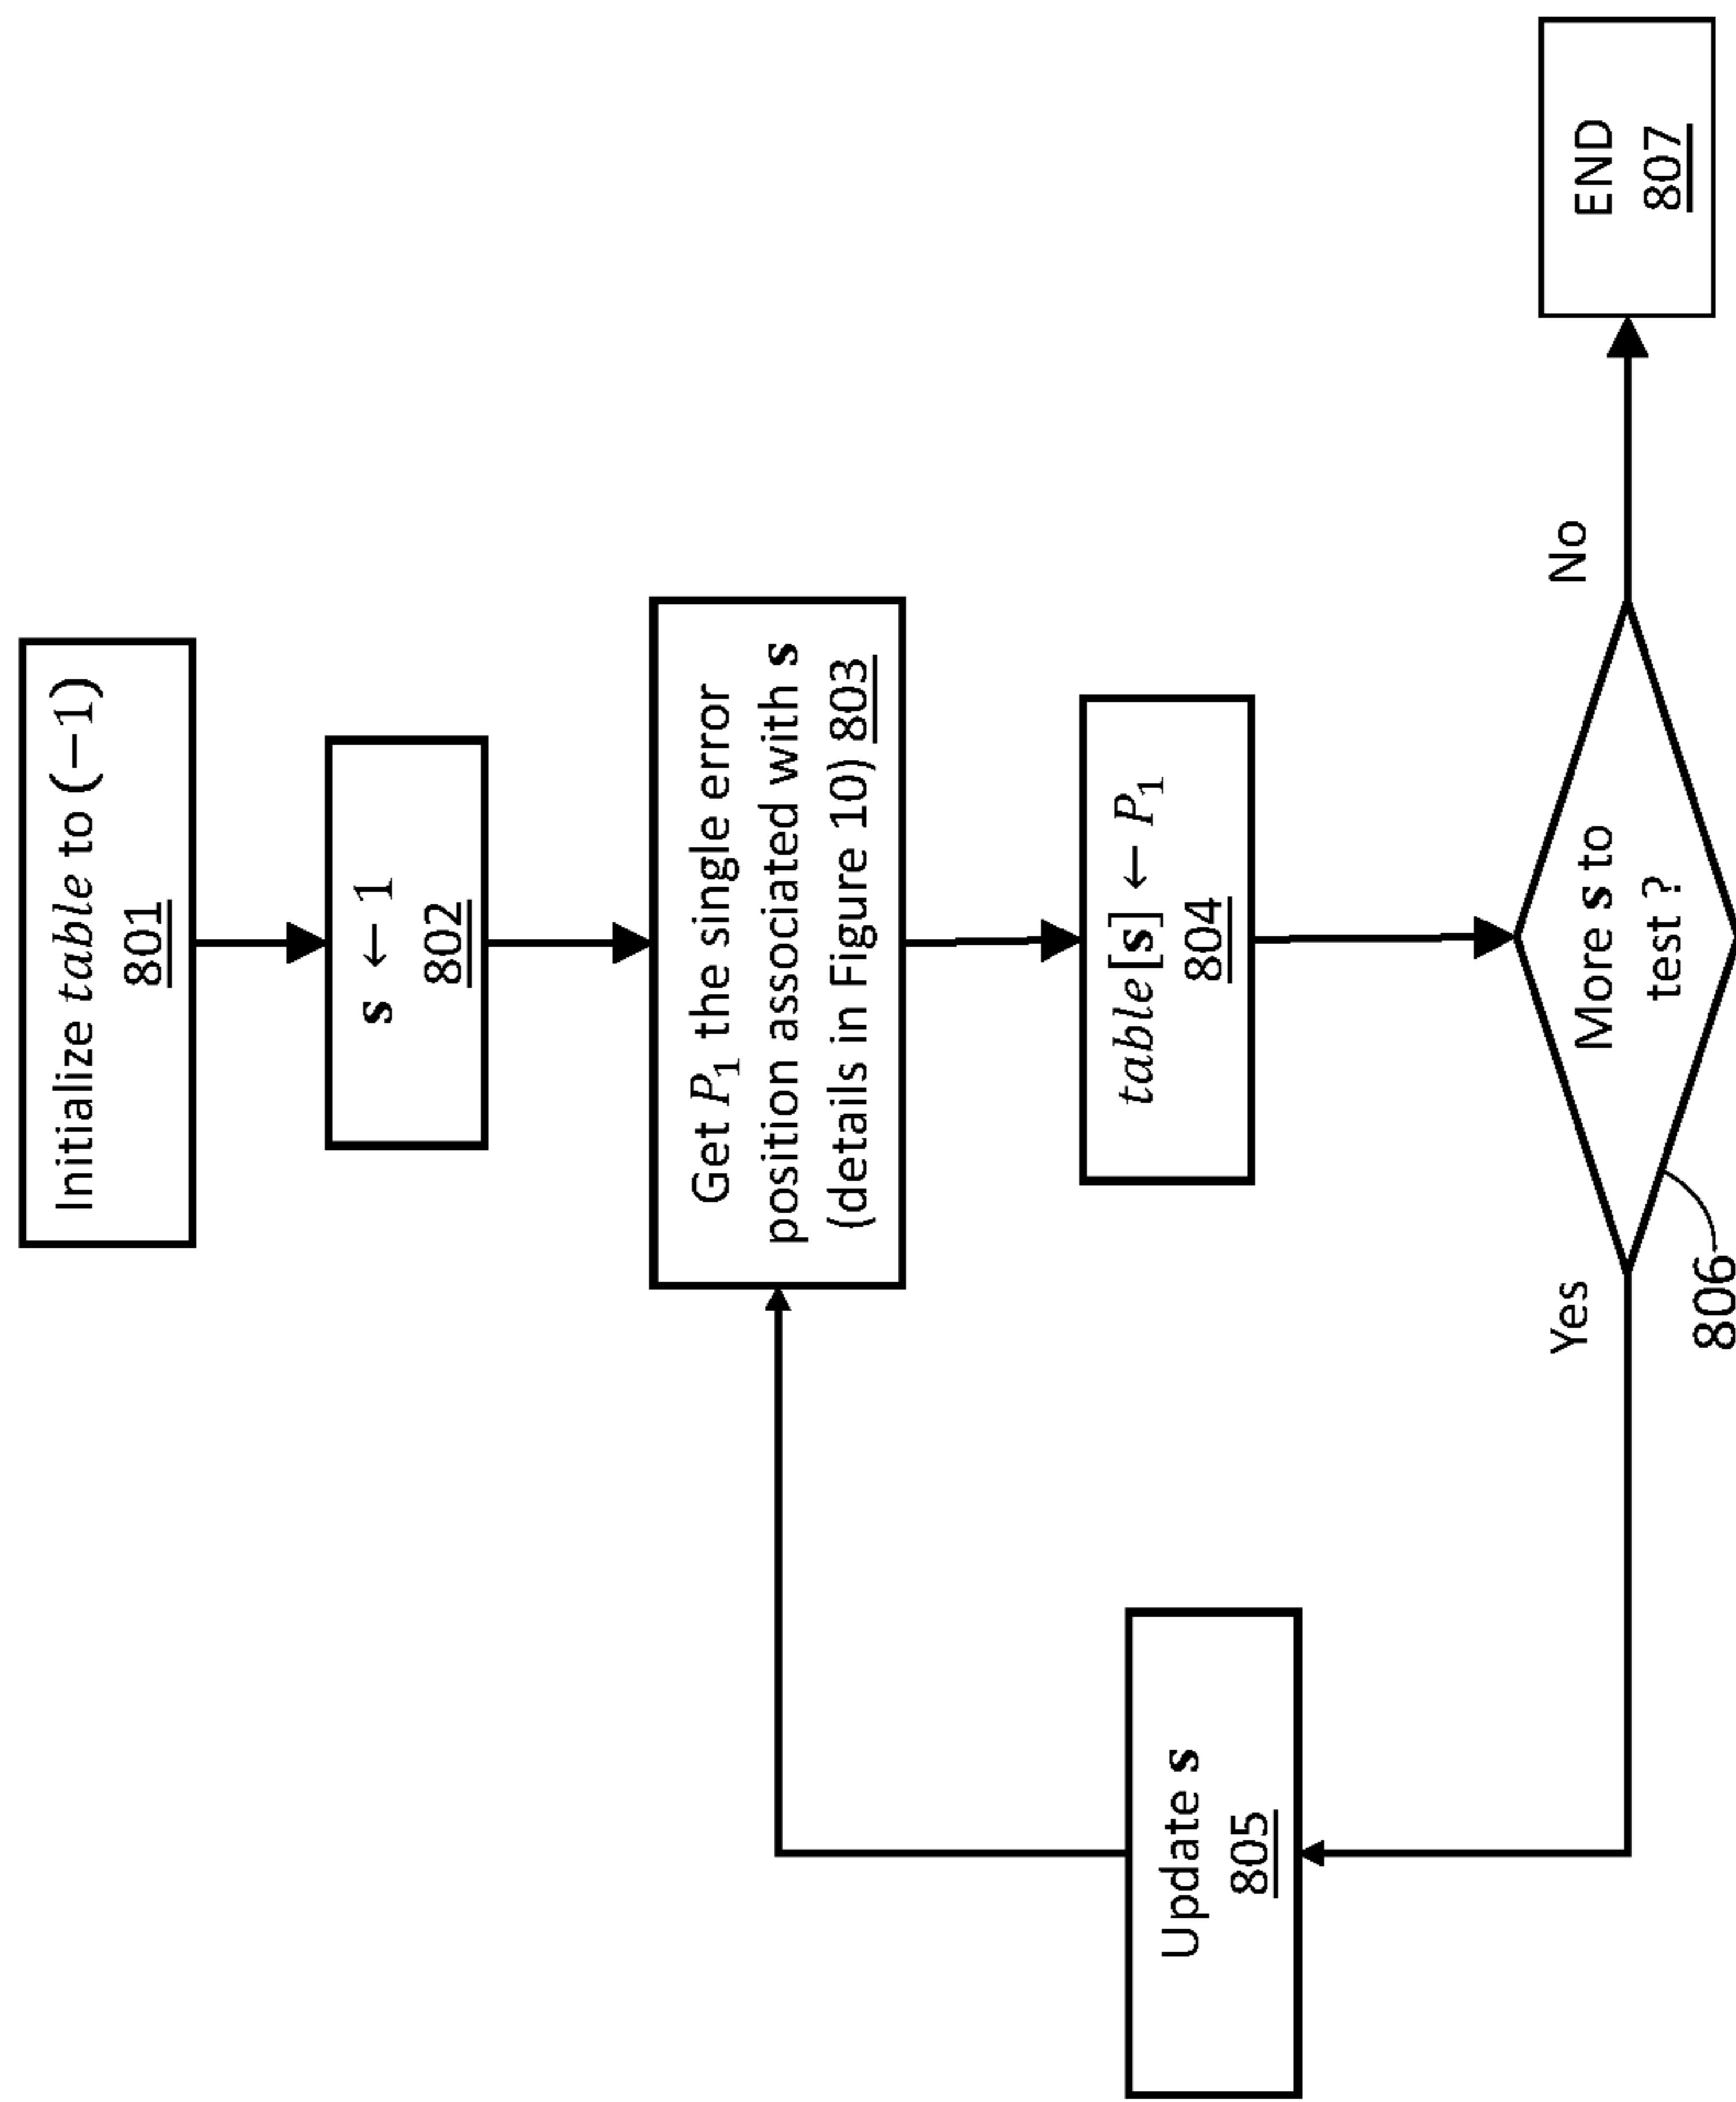 Initialize table to (−1)
801
s ← 1
802
Get P₁ the single error
position associated with s
(details in Figure 10) 803
table[s] ← P₁
804
More s to
test ?
806
Yes
No
Update s
805
END
807